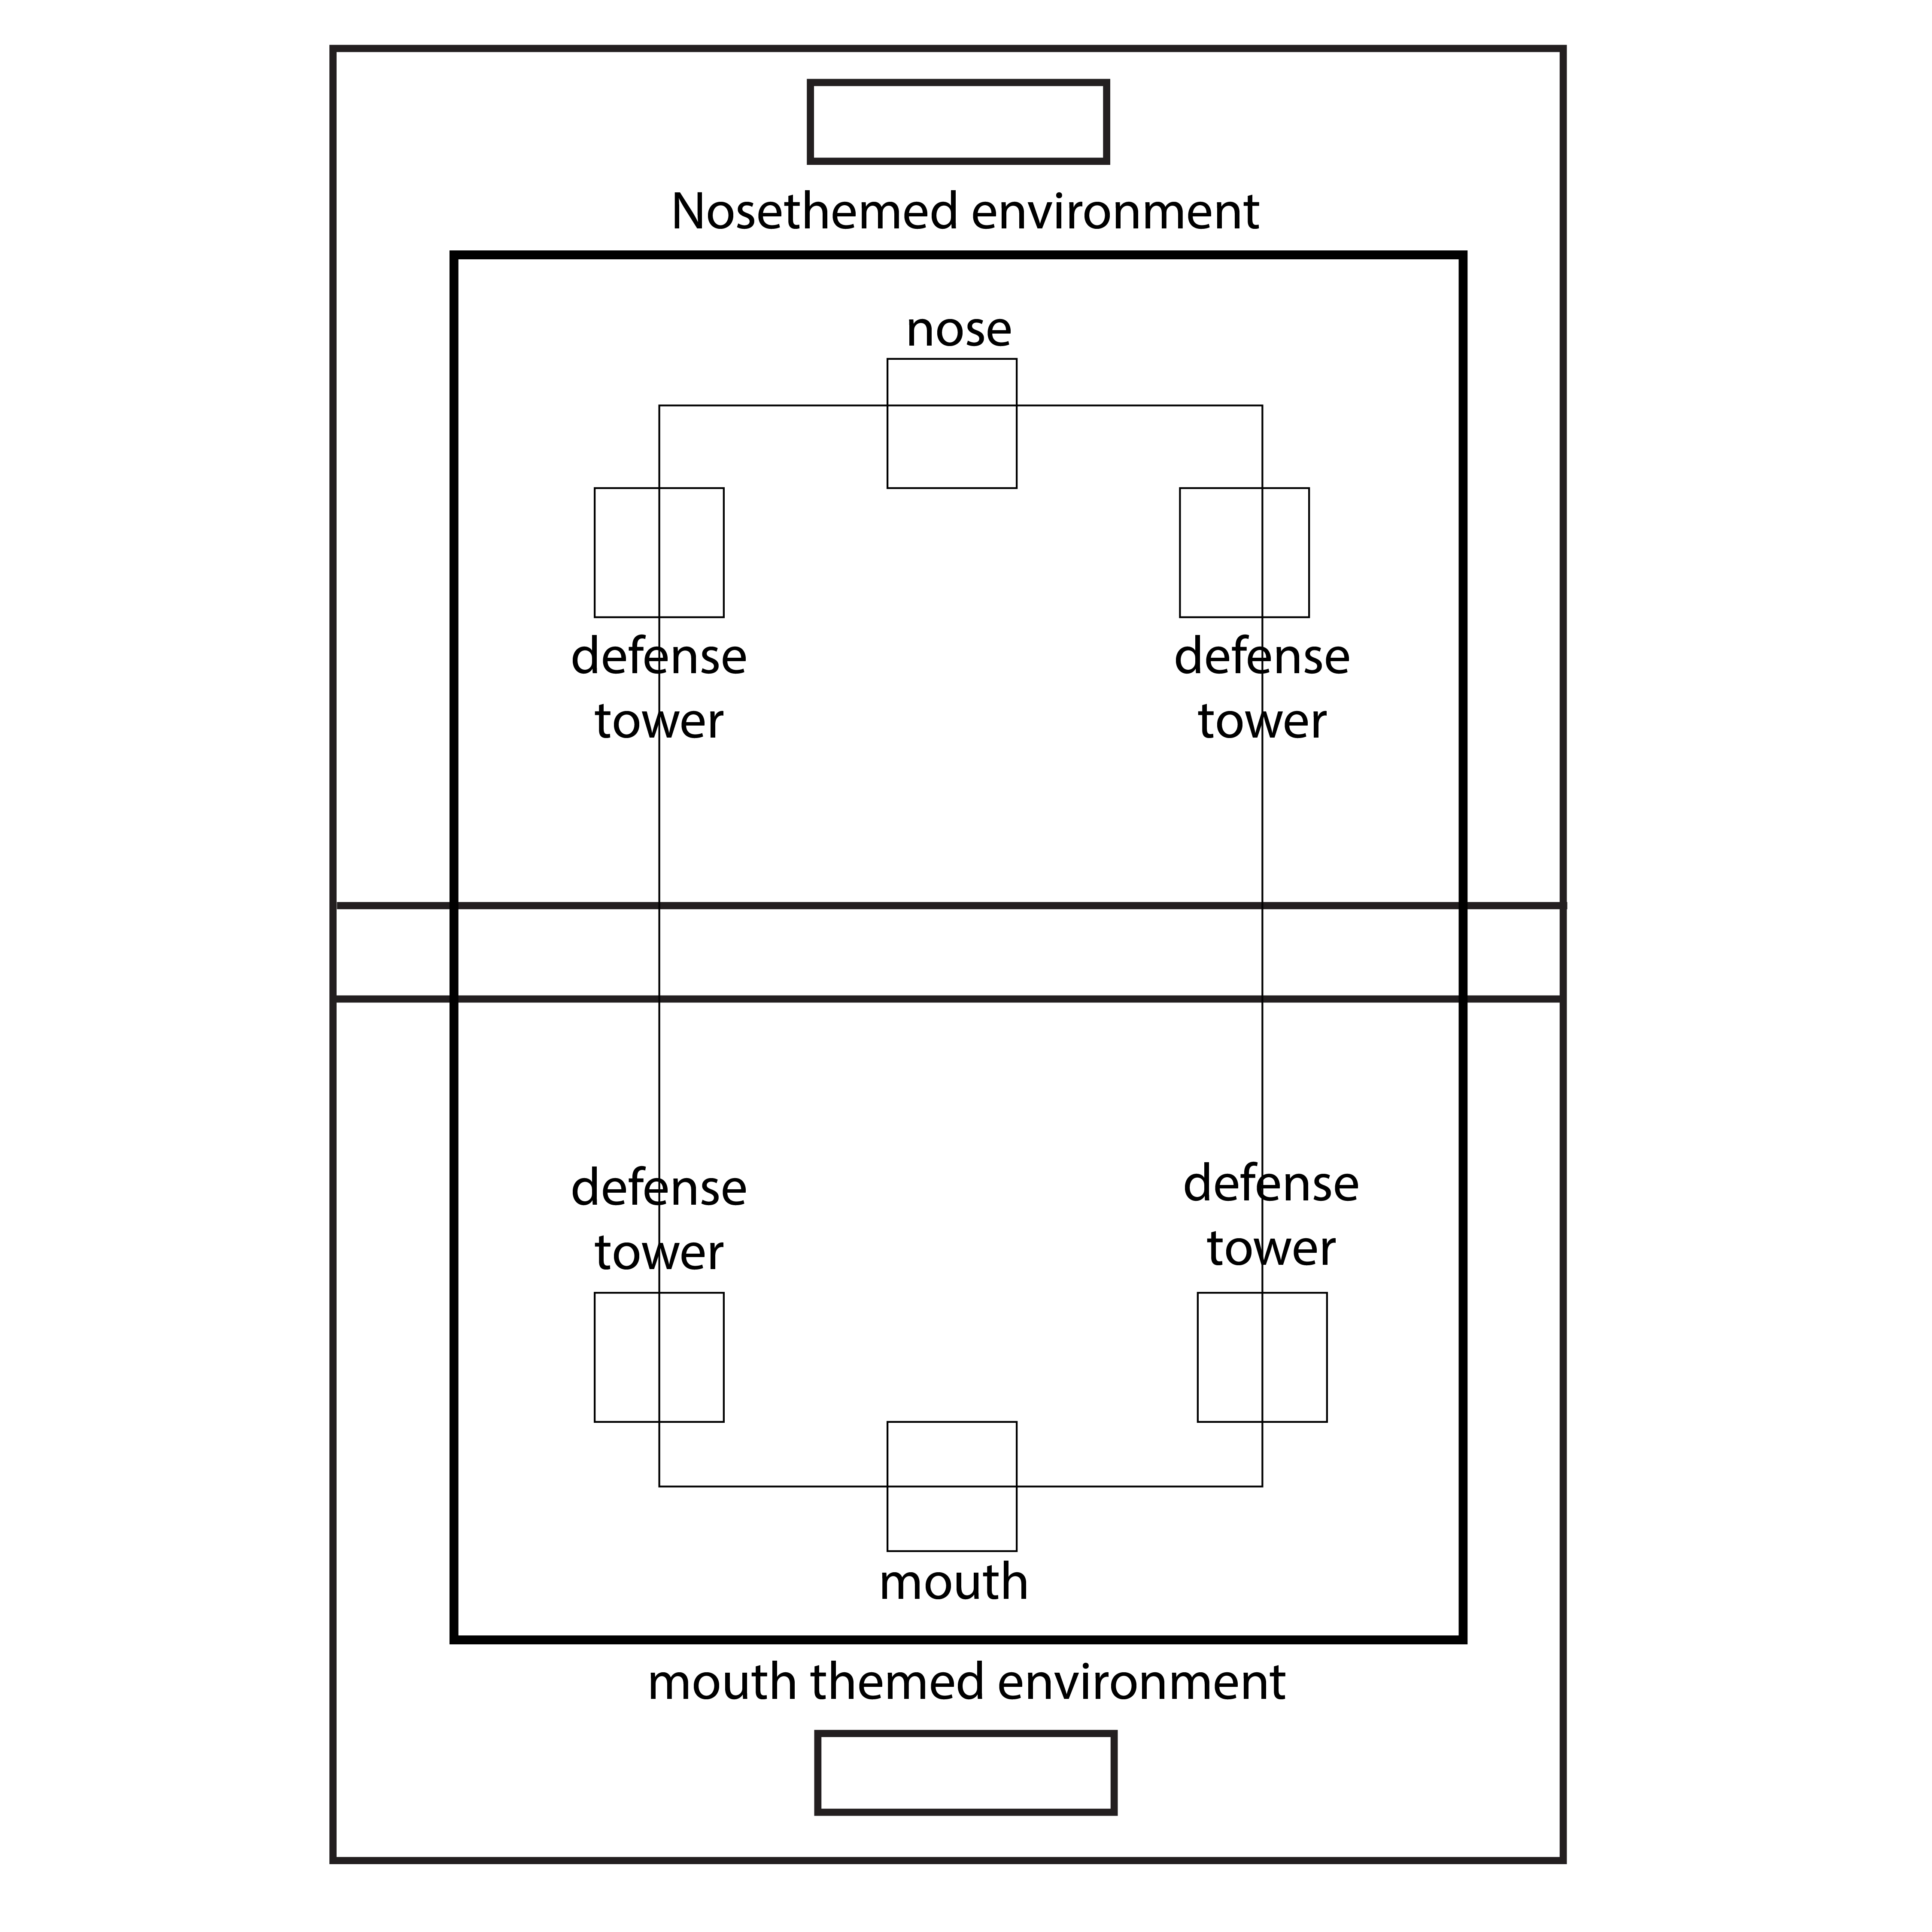 Nosethemed environment
nose
defense
tower
defense
tower
defense
tower
defense
tower
mouth
mouth themed environment